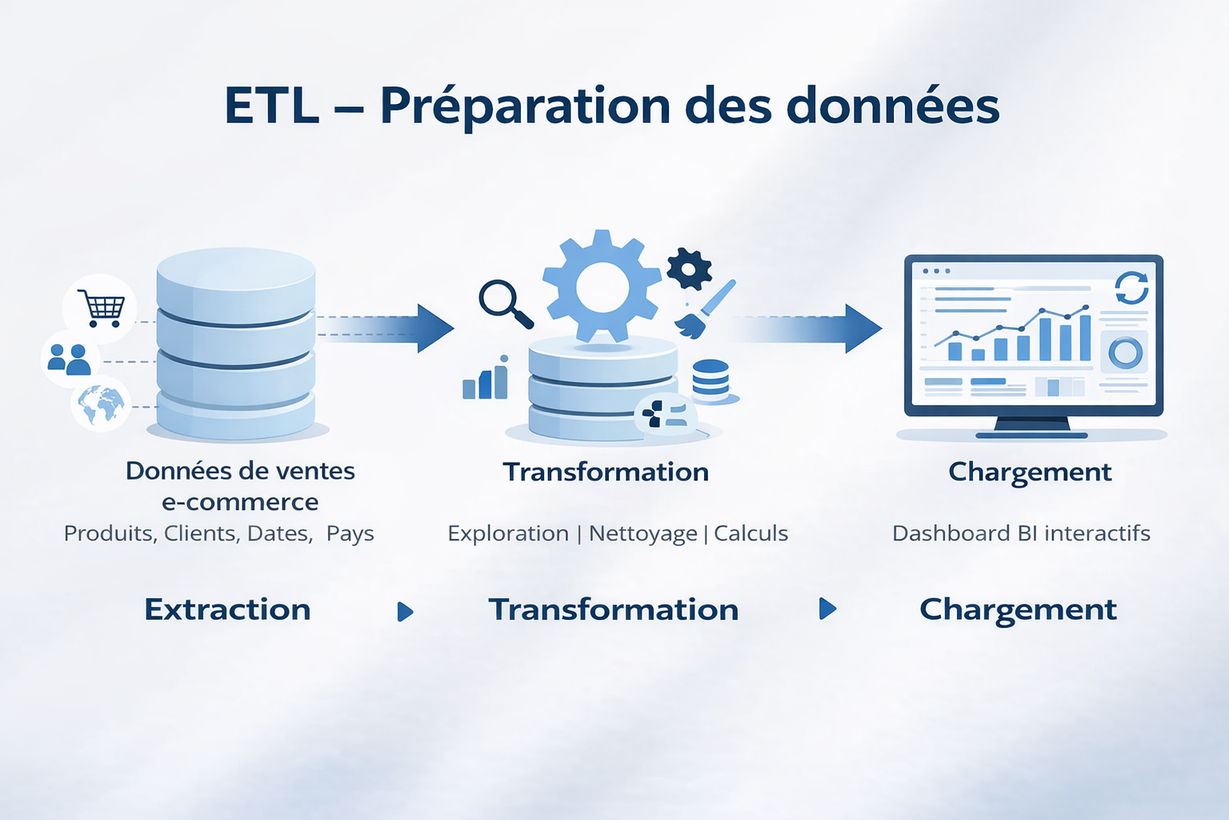 ETL – Préparation des données
Données de ventes
e-commerce
Produits, Clients, Dates, Pays
Transformation
Exploration | Nettoyage | Calculs
Chargement
Dashboard BI interactifs
Extraction
Transformation
Chargement